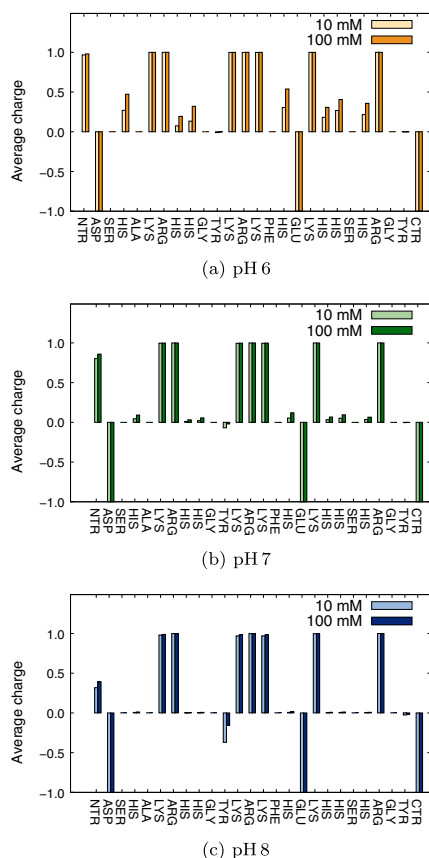 10 mM
100 mM
1.0
0.5
0.0
−0.5
−1.0
Average charge
NTR
ASP
SER
HIS
ALA
LYS
ARG
HIS
HIS
GLY
TYR
LYS
ARG
LYS
PHE
HIS
GLU
LYS
HIS
HIS
SER
HIS
ARG
GLY
TYR
CTR
(a) pH 6
10 mM
100 mM
1.0
0.5
0.0
−0.5
−1.0
Average charge
NTR
ASP
SER
HIS
ALA
LYS
ARG
HIS
HIS
GLY
TYR
LYS
ARG
LYS
PHE
HIS
GLU
LYS
HIS
HIS
SER
HIS
ARG
GLY
TYR
CTR
(b) pH 7
10 mM
100 mM
1.0
0.5
0.0
−0.5
−1.0
Average charge
NTR
ASP
SER
HIS
ALA
LYS
ARG
HIS
HIS
GLY
TYR
LYS
ARG
LYS
PHE
HIS
GLU
LYS
HIS
HIS
SER
HIS
ARG
GLY
TYR
CTR
(c) pH 8